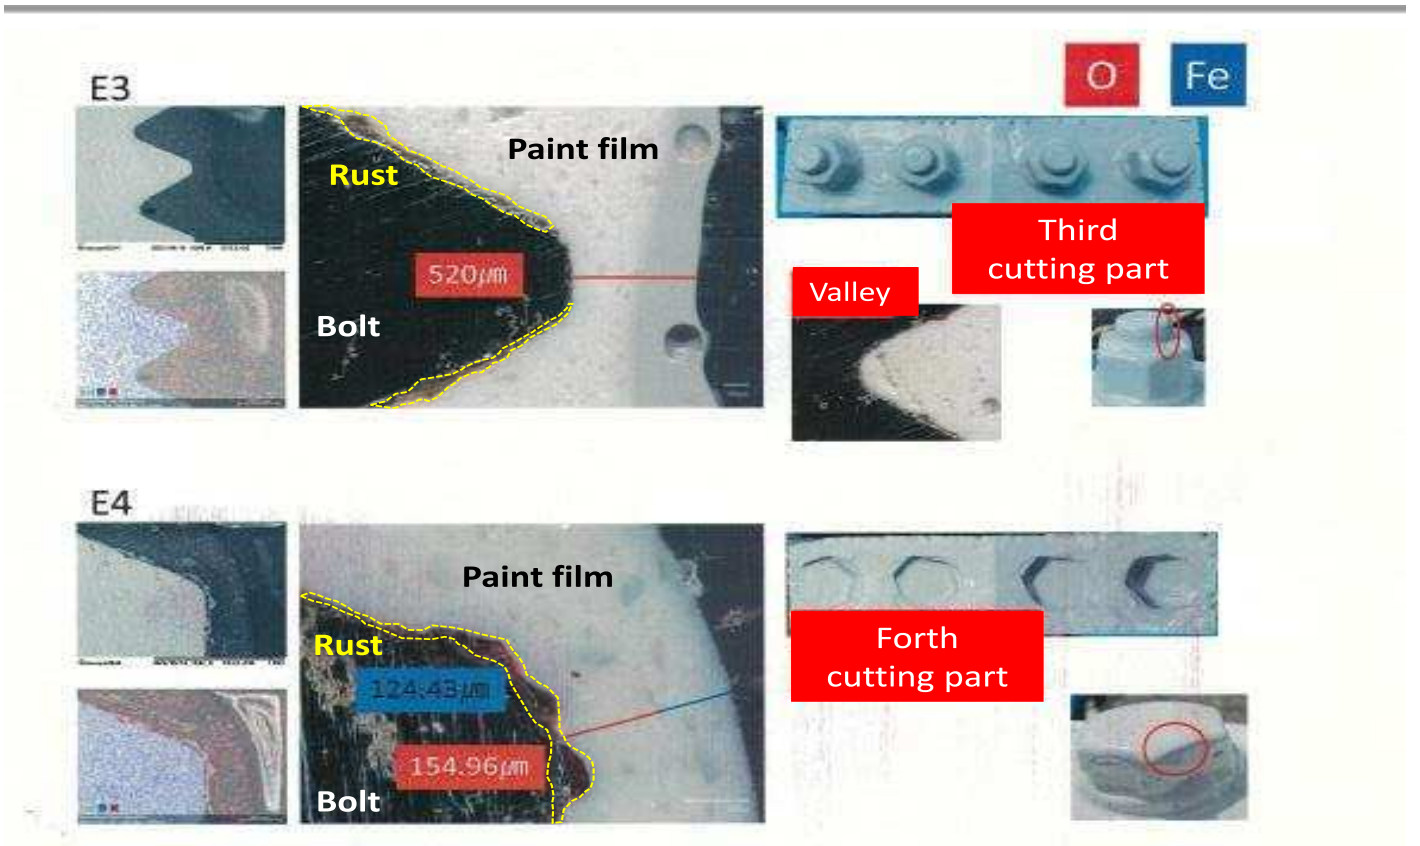 O
Fe
E3
Paint film
Rust
520μm
Bolt
Third
cutting part
Valley
E4
Paint film
Rust
124.43μm
154.96μm
Bolt
Forth
cutting part